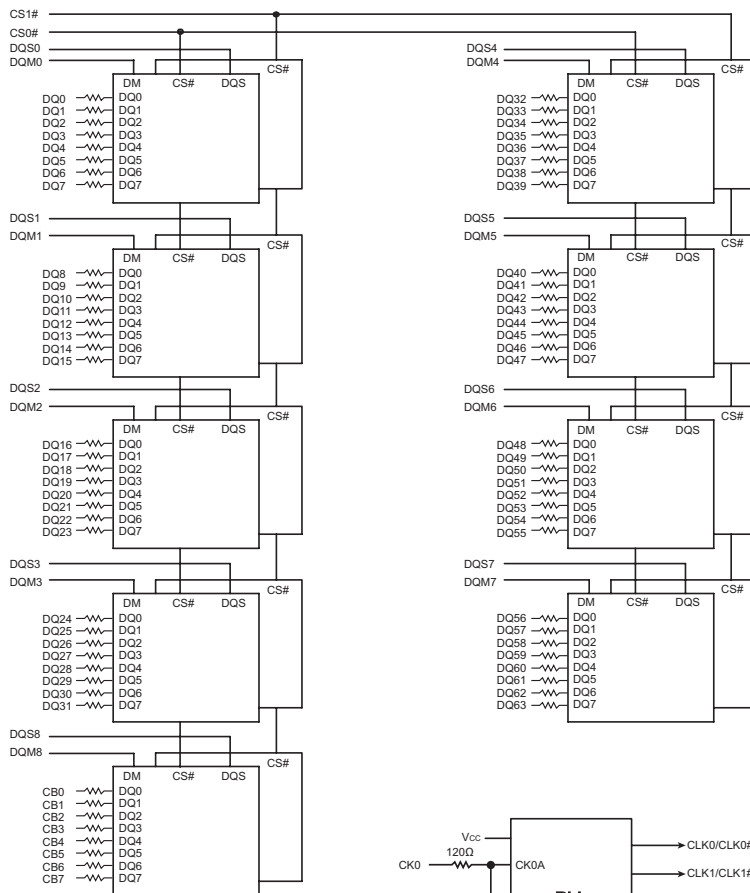 CS1#
CS0#
DQS0
DQM0
DM CS# DQS CS#
DQ0 DQ0
DQ1 DQ1
DQ2 DQ2
DQ3 DQ3
DQ4 DQ4
DQ5 DQ5
DQ6 DQ6
DQ7 DQ7
DQS1
DQM1
DM CS# DQS CS#
DQ8 DQ0
DQ9 DQ1
DQ10 DQ2
DQ11 DQ3
DQ12 DQ4
DQ13 DQ5
DQ14 DQ6
DQ15 DQ7
DQS2
DQM2
DM CS# DQS CS#
DQ16 DQ0
DQ17 DQ1
DQ18 DQ2
DQ19 DQ3
DQ20 DQ4
DQ21 DQ5
DQ22 DQ6
DQ23 DQ7
DQS3
DQM3
DM CS# DQS CS#
DQ24 DQ0
DQ25 DQ1
DQ26 DQ2
DQ27 DQ3
DQ28 DQ4
DQ29 DQ5
DQ30 DQ6
DQ31 DQ7
DQS8
DQM8
DM CS# DQS CS#
CB0 DQ0
CB1 DQ1
CB2 DQ2
CB3 DQ3
CB4 DQ4
CB5 DQ5
CB6 DQ6
CB7 DQ7
DQS4
DQM4
DM CS# DQS CS#
DQ32 DQ0
DQ33 DQ1
DQ34 DQ2
DQ35 DQ3
DQ36 DQ4
DQ37 DQ5
DQ38 DQ6
DQ39 DQ7
DQS5
DQM5
DM CS# DQS CS#
DQ40 DQ0
DQ41 DQ1
DQ42 DQ2
DQ43 DQ3
DQ44 DQ4
DQ45 DQ5
DQ46 DQ6
DQ47 DQ7
DQS6
DQM6
DM CS# DQS CS#
DQ48 DQ0
DQ49 DQ1
DQ50 DQ2
DQ51 DQ3
DQ52 DQ4
DQ53 DQ5
DQ54 DQ6
DQ55 DQ7
DQS7
DQM7
DM CS# DQS CS#
DQ56 DQ0
DQ57 DQ1
DQ58 DQ2
DQ59 DQ3
DQ60 DQ4
DQ61 DQ5
DQ62 DQ6
DQ63 DQ7
Vcc
CLK0/CLK0#
120Ω
CK0 CK0A
CLK1/CLK1#